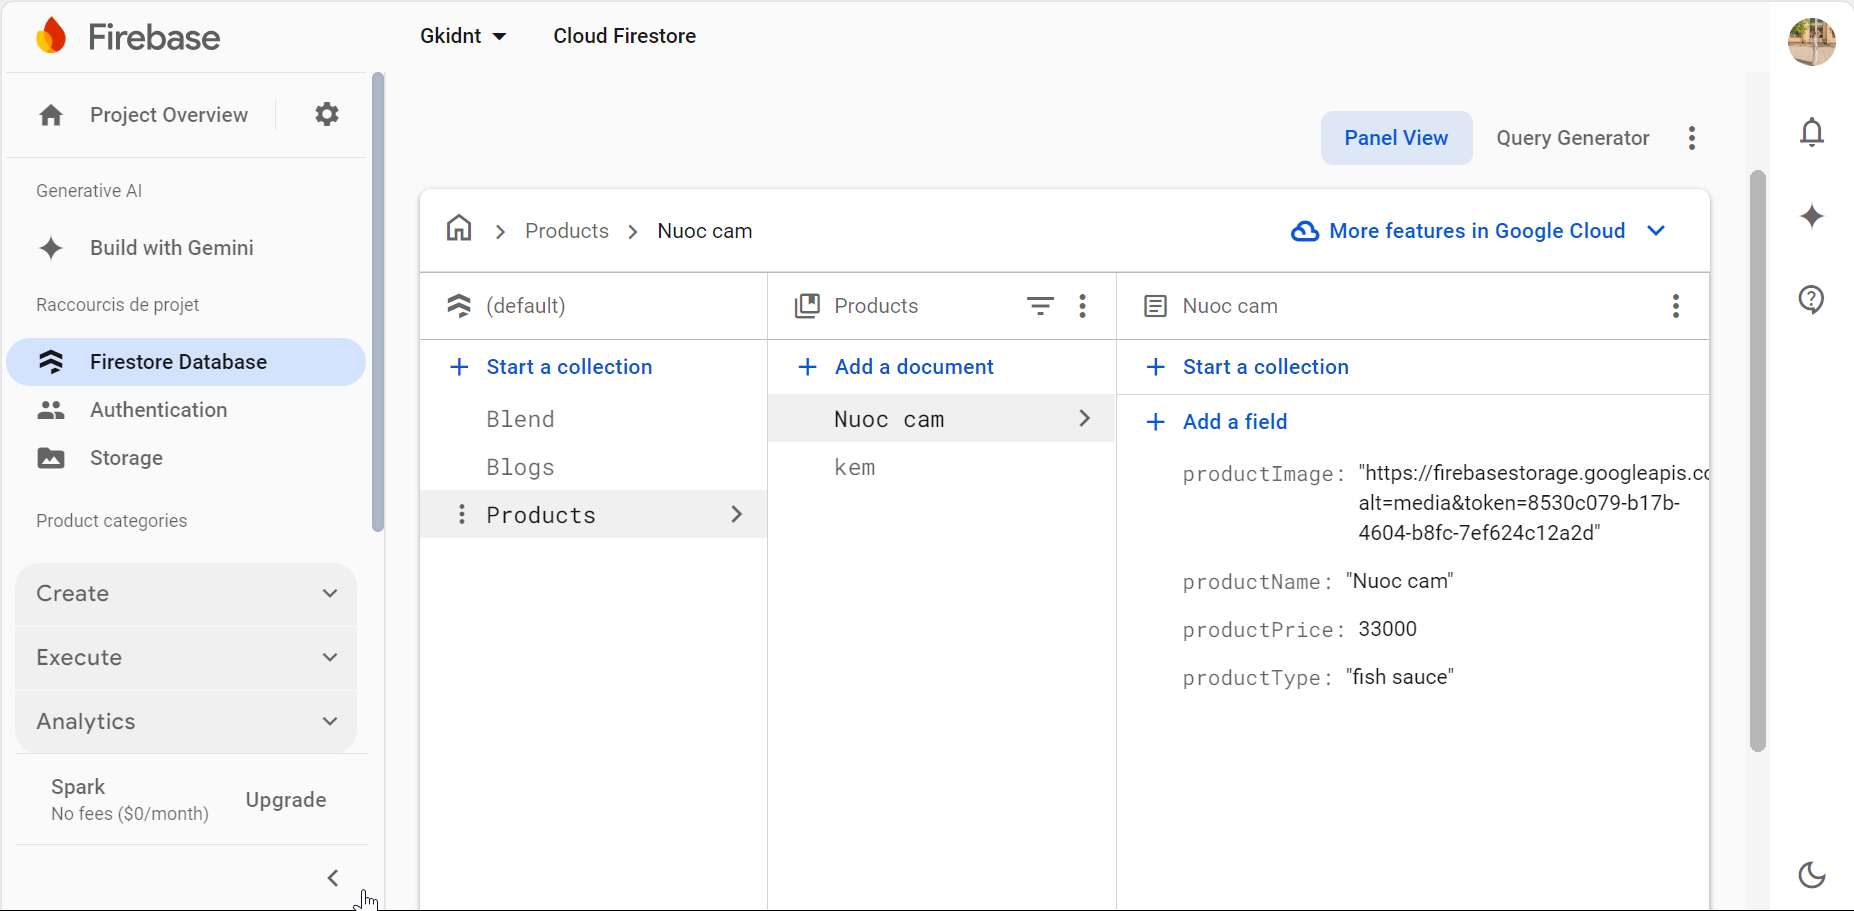 Firebase
Gkidnt
Cloud Firestore
Project Overview
Panel View
Query Generator
Generative AI
Build with Gemini
Raccourcis de projet
Firestore Database
Authentication
Storage
Product categories
Create
Execute
Analytics
Spark
No fees ($0/month)
Upgrade
Products
Nuoc cam
More features in Google Cloud
(default)
Start a collection
Blend
Blogs
Products
Products
Add a document
Nuoc cam
kem
Nuoc cam
Start a collection
Add a field
productImage: "https://firebasestorage.googleapis.co
alt=media&token=8530c079-b17b-
4604-b8fc-7ef624c12a2d"
productName: "Nuoc cam"
productPrice: 33000
productType: "fish sauce"